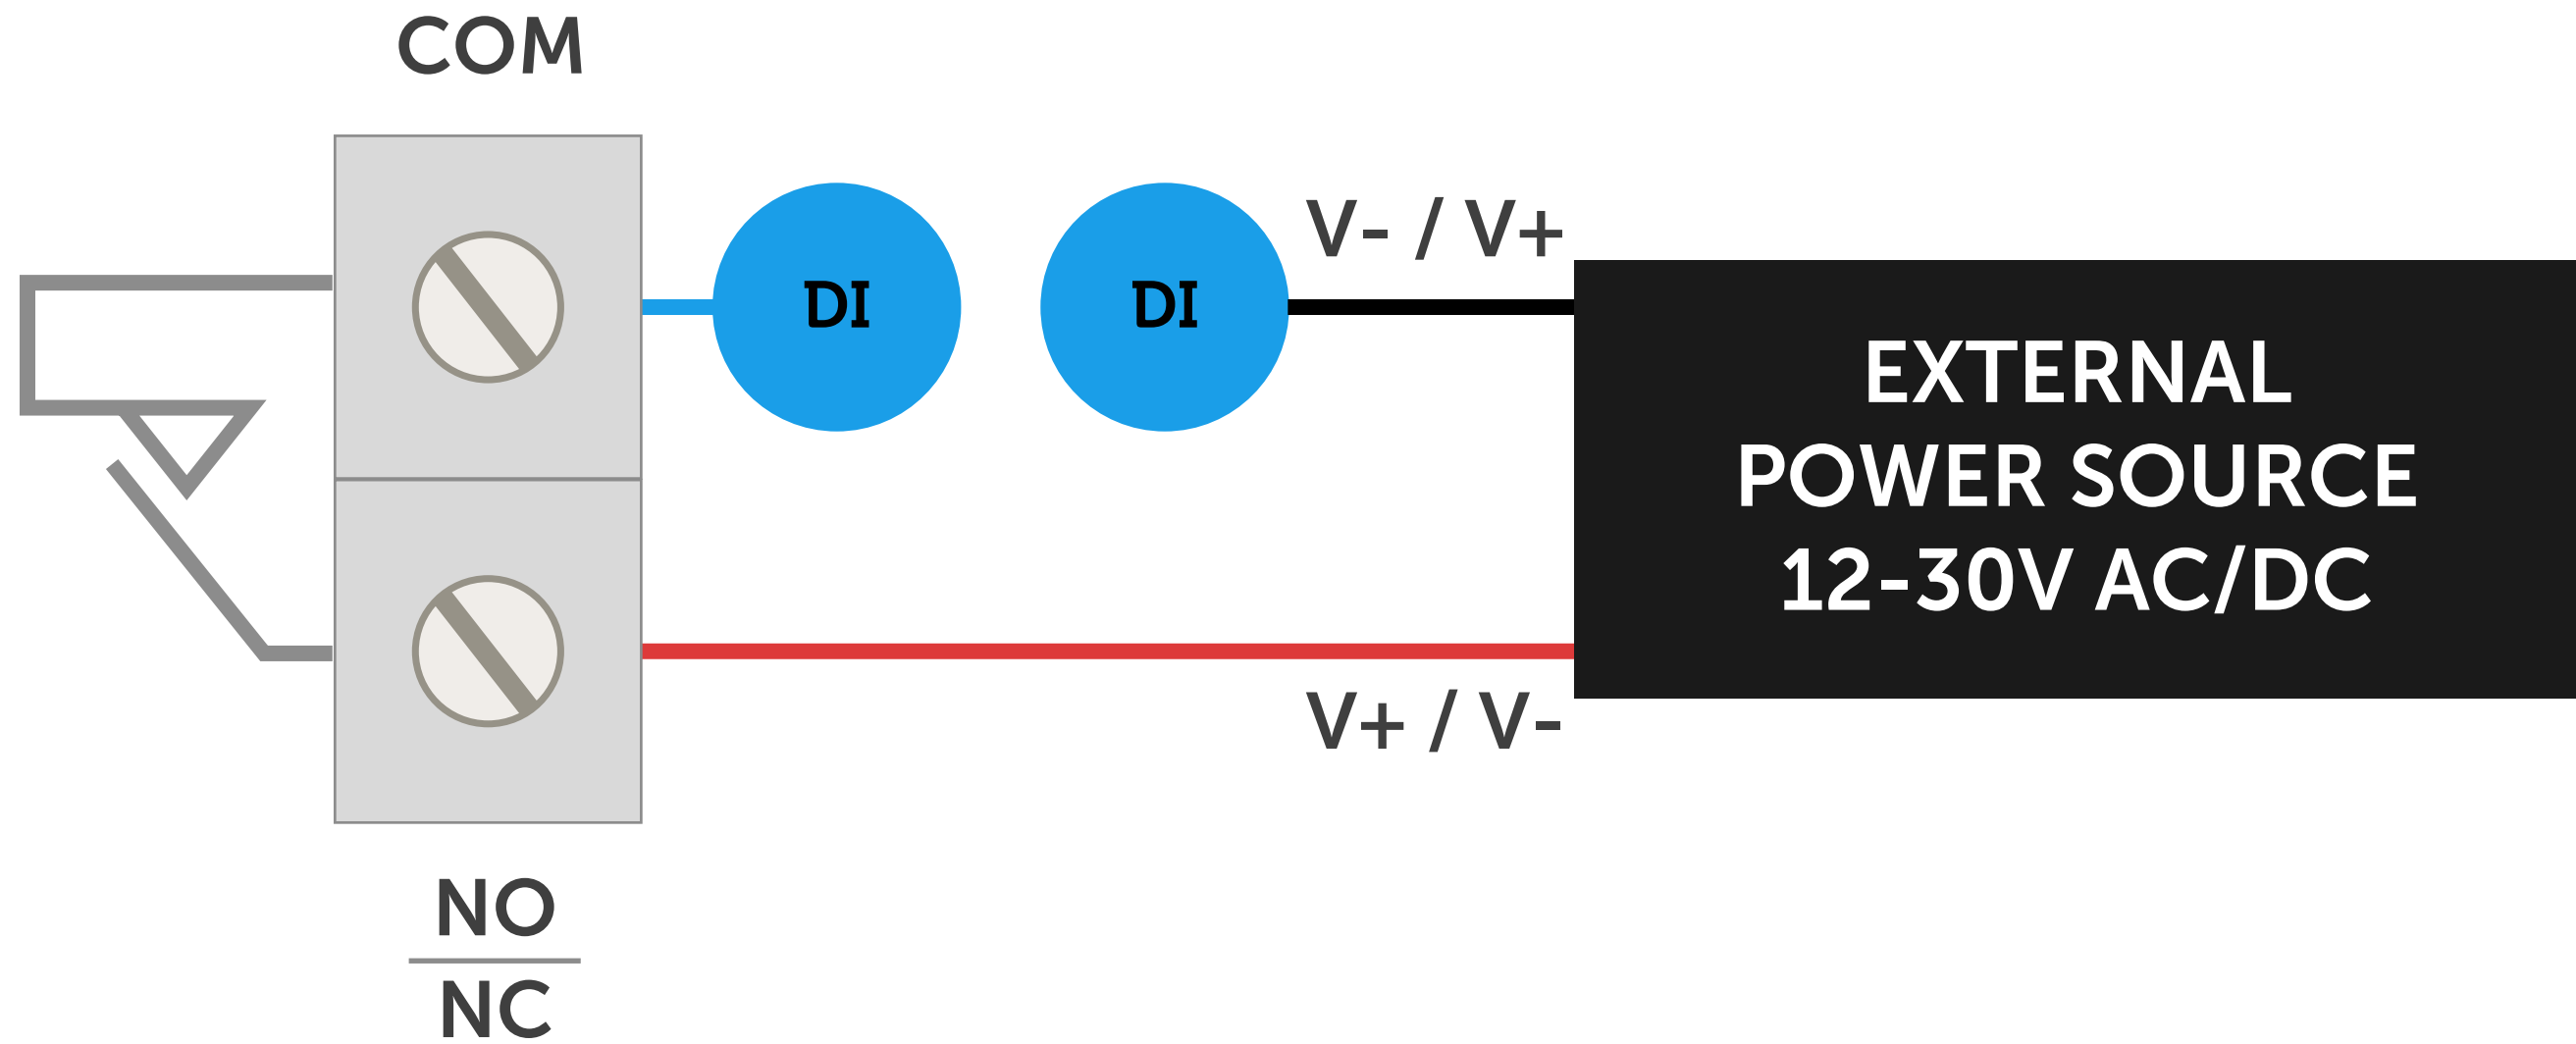 COM
DI
DI
V- / V+
EXTERNAL
POWER SOURCE
12-30V AC/DC
V+ / V-
NO
NC